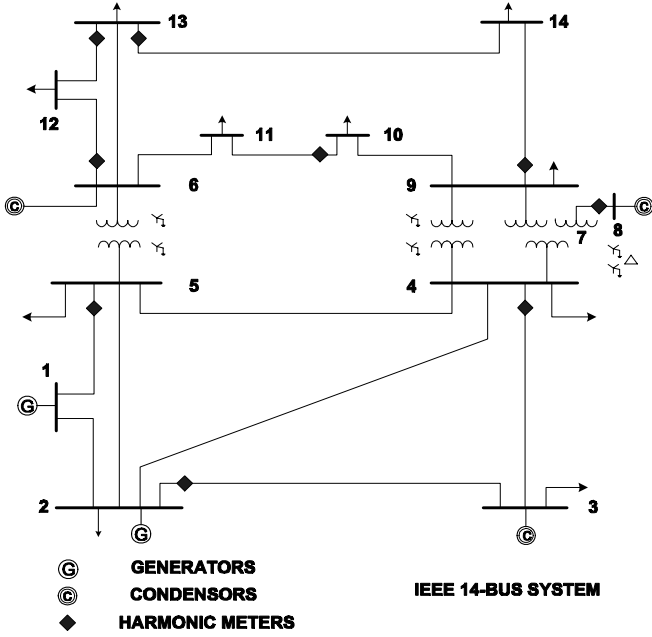 13
14
12
11
10
6
9
C
C
7
8
5
4
1
G
2
3
G
C
G GENERATORS
C CONDENSORS
IEEE 14-BUS SYSTEM
HARMONIC METERS